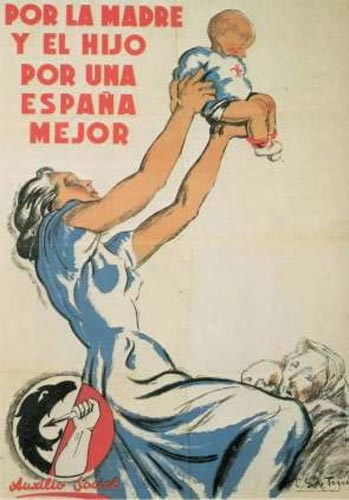 POR LA MADRE
Y EL HIJO
POR UNA
ESPAÑA
MEJOR
Auxilio Social